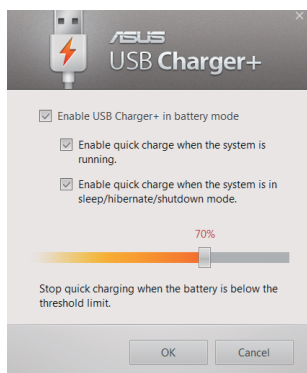 ASUS
USB Charger+
Enable USB Charger+ in battery mode
Enable quick charge when the system is
running.
Enable quick charge when the system is in
sleep/hibernate/shutdown mode.
70%
Stop quick charging when the battery is below the
threshold limit.
OK
Cancel